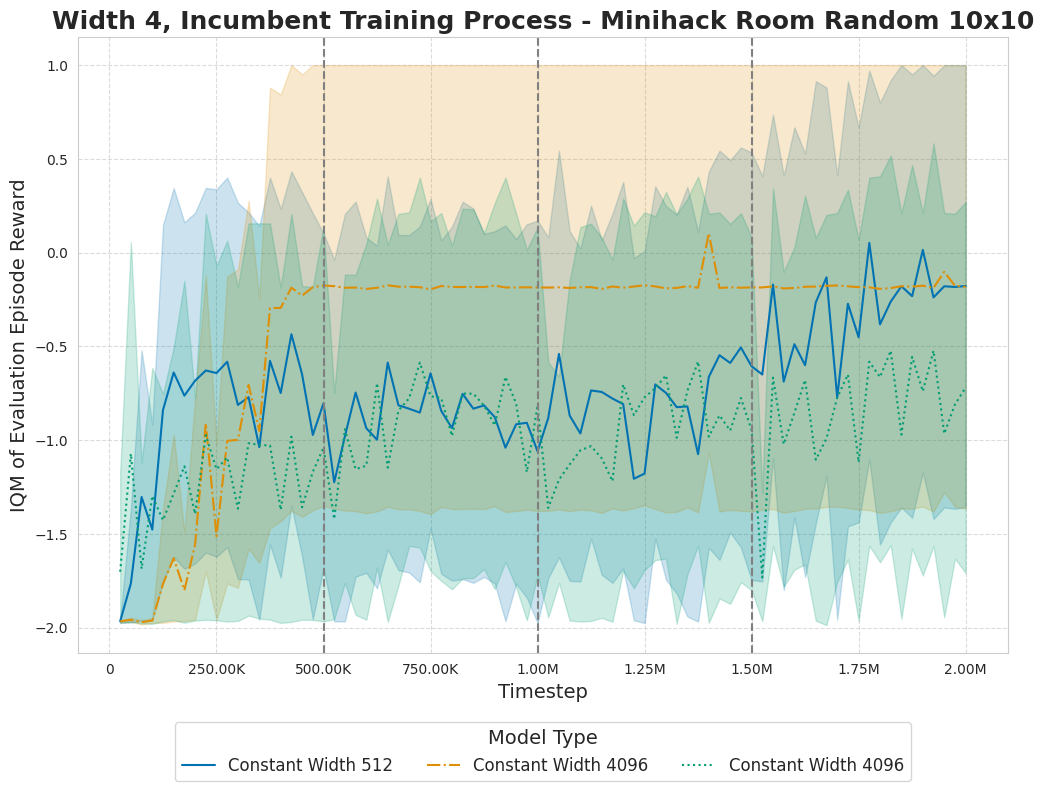 Width 4, Incumbent Training Process - Minihack Room Random 10x10
IQM of Evaluation Episode Reward
1.0
0.5
0.0
−0.5
−1.0
−1.5
−2.0
0
250.00K
500.00K
750.00K
1.00M
1.25M
1.50M
1.75M
2.00M
Timestep
Model Type
Constant Width 512
Constant Width 4096
Constant Width 4096